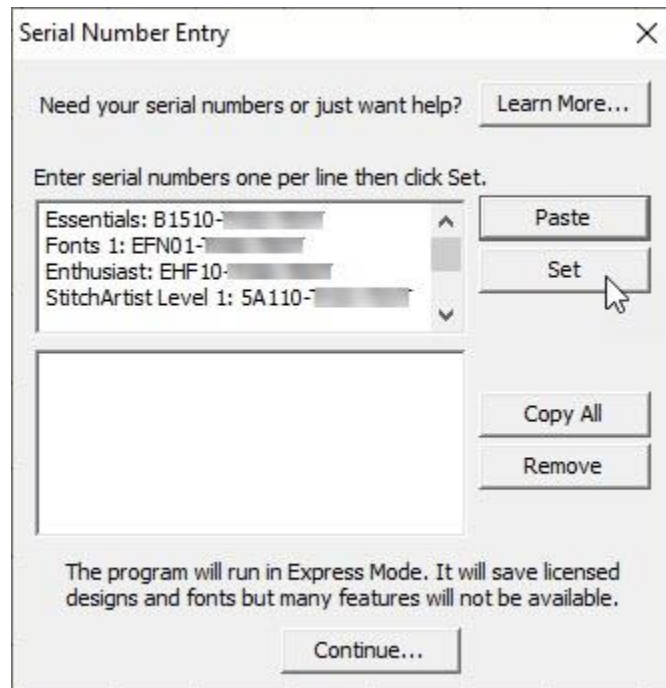 Serial Number Entry
Need your serial numbers or just want help?
Learn More...
Enter serial numbers one per line then click Set.
Essentials: B1510-
Fonts 1: EFN01-
Enthusiast: EHF10-
StitchArtist Level 1: 5A110-
Paste
Set
Copy All
Remove
The program will run in Express Mode. It will save licensed
designs and fonts but many features will not be available.
Continue...